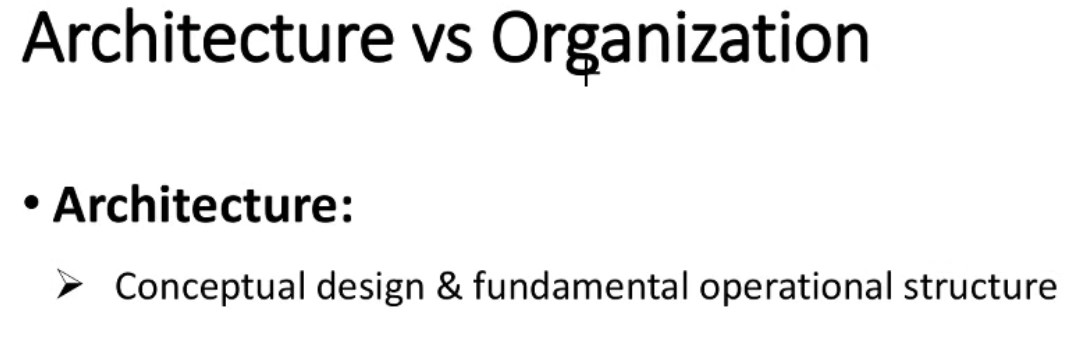 Architecture vs Organization
• Architecture:
➢ Conceptual design & fundamental operational structure